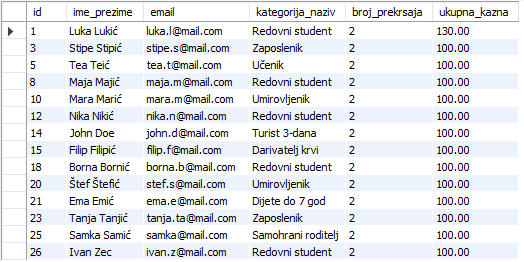 id ime_prezime email kategorija_naziv broj_prekrsaja ukupna_kazna
1 Luka Lukić luka.l@mail.com Redovni student 2 130.00
3 Stipe Stipić stipe.s@mail.com Zaposlenik 2 100.00
5 Tea Teić tea.t@mail.com Učenik 2 100.00
8 Maja Majić maja.m@mail.com Redovni student 2 100.00
10 Mara Marić mara.m@mail.com Umirovljenik 2 100.00
12 Nika Nikić nika.n@mail.com Redovni student 2 100.00
14 John Doe john.d@mail.com Turist 3-dana 2 100.00
15 Filip Filipić filip.f@mail.com Darivatelj krvi 2 100.00
18 Borna Bornić borna.b@mail.com Redovni student 2 100.00
20 Štef Štefić stef.s@mail.com Umirovljenik 2 100.00
21 Ema Emić ema.e@mail.com Dijete do 7 god 2 100.00
23 Tanja Tanjić tanja.ta@mail.com Zaposlenik 2 100.00
25 Samka Samić samka.s@mail.com Samohrani roditelj 2 100.00
26 Ivan Zec ivan.z@mail.com Redovni student 2 100.00